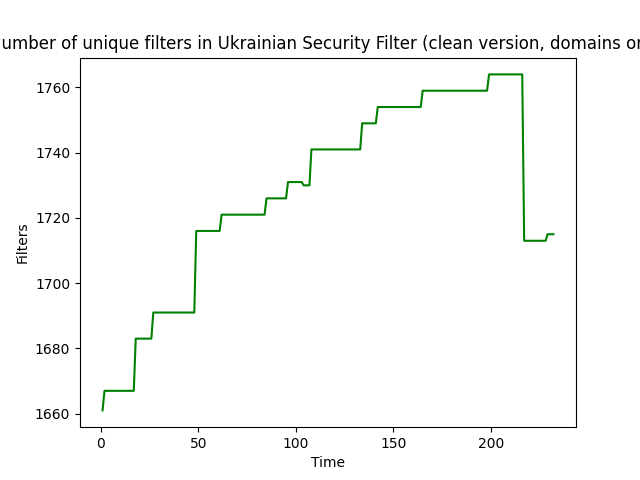 umber of unique filters in Ukrainian Security Filter (clean version, domains or
1760
1740
1720
1700
1680
1660
Filters
0 50 100 150 200
Time